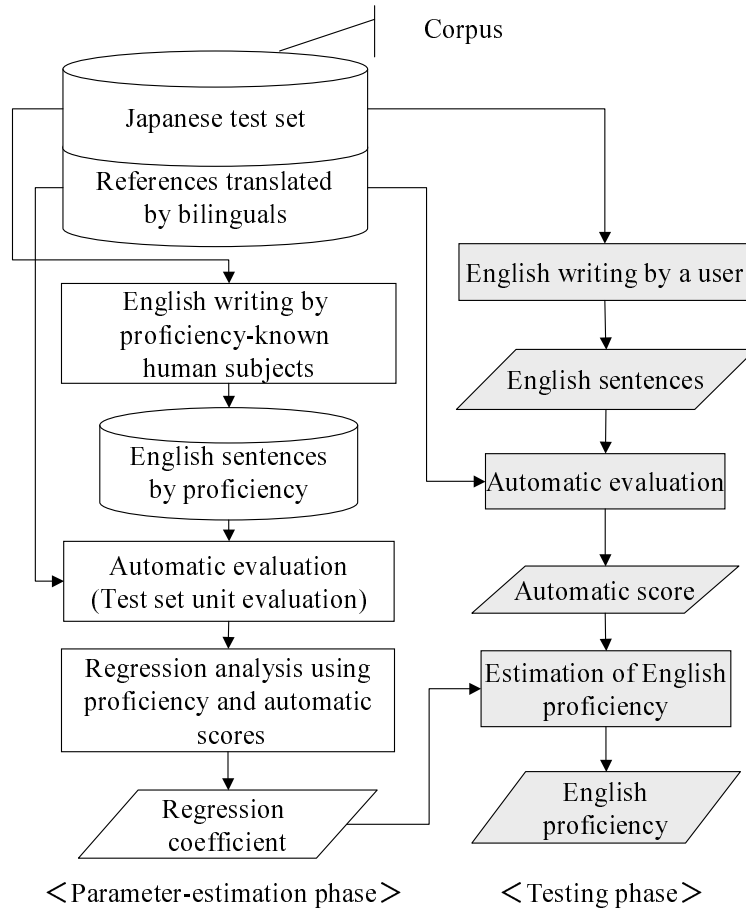 Corpus
Japanese test set
References translated
by bilinguals
English writing by
proficiency-known
human subjects
English sentences
by proficiency
Automatic evaluation
(Test set unit evaluation)
Regression analysis using
proficiency and automatic
scores
Regression
coefficient
<Parameter-estimation phase>
English writing by a user
English sentences
Automatic evaluation
Automatic score
Estimation of English
proficiency
English
proficiency
<Testing phase>